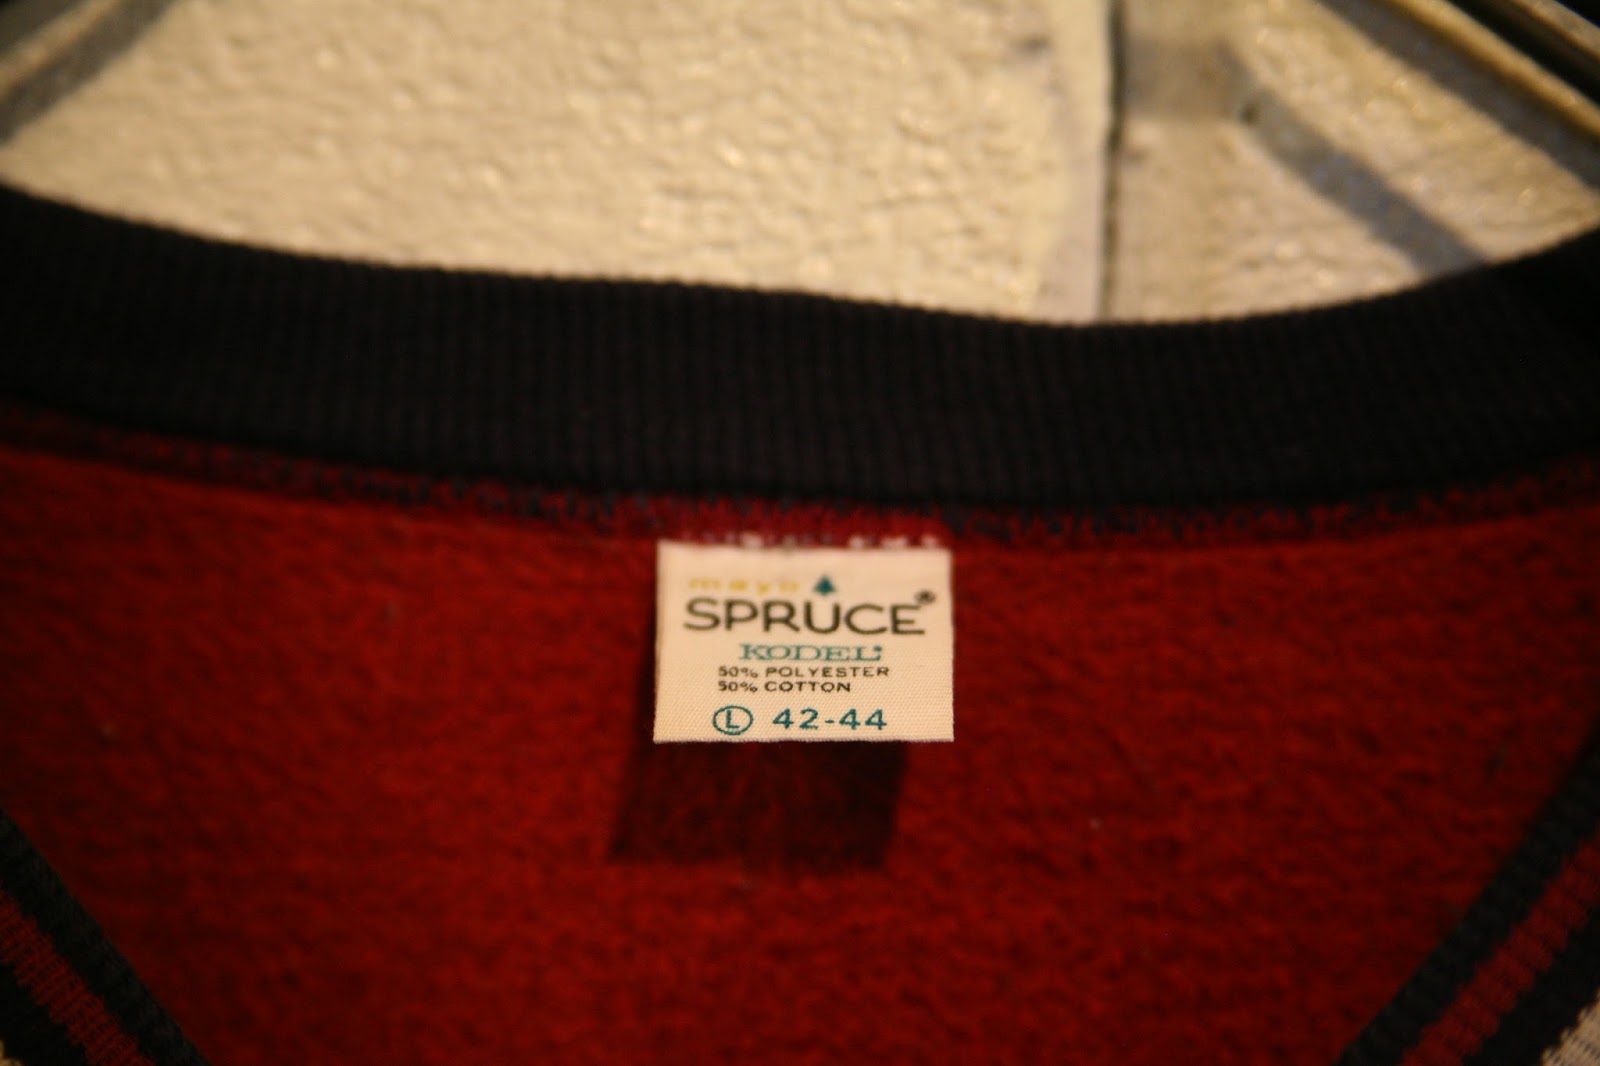 mayo
SPRUCE®
KODEL®
50% POLYESTER
50% COTTON
L 42-44